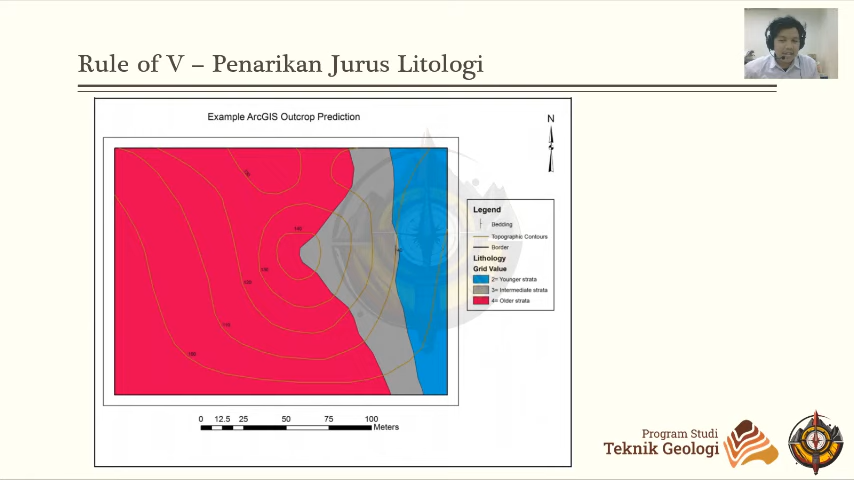 Rule of V – Penarikan Jurus Litologi
Example ArcGIS Outcrop Prediction
N
Legend
Bedding
Topographic Contours
Border
Lithology
Grid Value
2= Younger strata
3= Intermediate strata
4= Older strata
0 12.5 25 50 75 100
Meters
Program Studi
Teknik Geologi